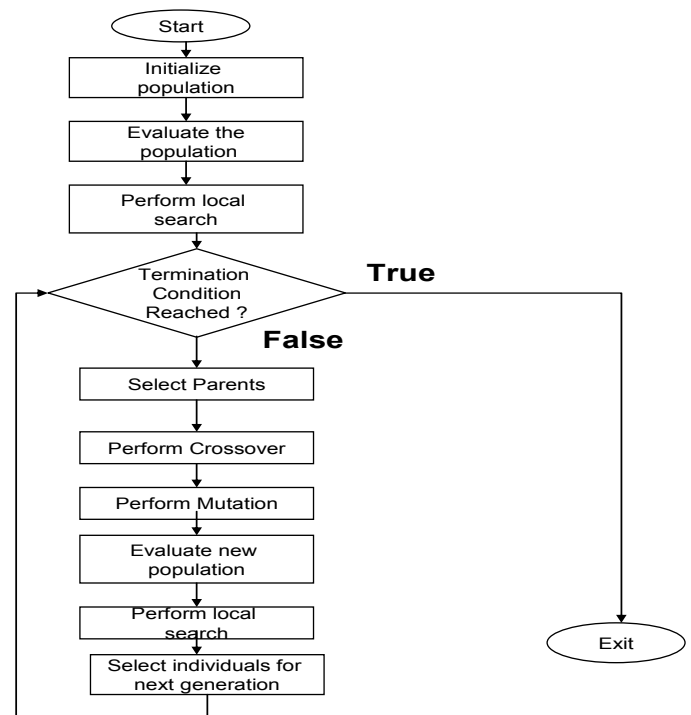 Start
Initialize
population
Evaluate the
population
Perform local
search
Termination
Condition
Reached ?
True
False
Select Parents
Perform Crossover
Perform Mutation
Evaluate new
population
Perform local
search
Select individuals for
next generation
Exit